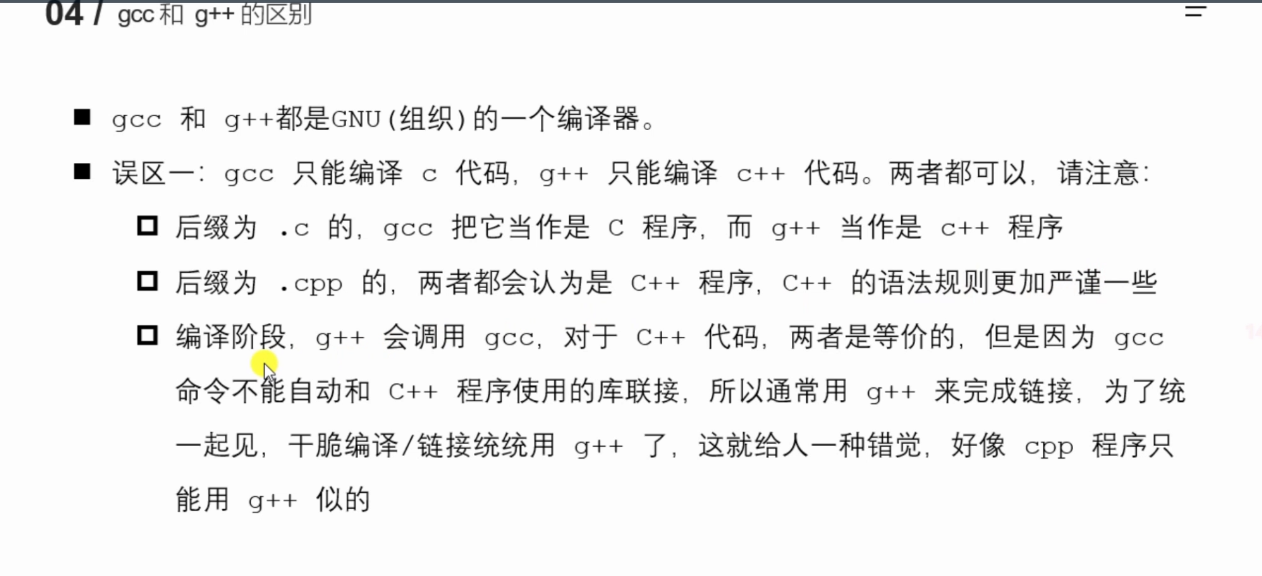 04 / gcc 和 g++ 的区别
■ gcc 和 g++都是GNU(组织)的一个编译器。
■ 误区一：gcc 只能编译 c 代码，g++ 只能编译 c++ 代码。两者都可以，请注意：
后缀为 .c 的，gcc 把它当作是 C 程序，而 g++ 当作是 c++ 程序
后缀为 .cpp 的，两者都会认为是 C++ 程序，C++ 的语法规则更加严谨一些
编译阶段，g++ 会调用 gcc，对于 C++ 代码，两者是等价的，但是因为 gcc
命令不能自动和 C++ 程序使用的库联接，所以通常用 g++ 来完成链接，为了统
一起见，干脆编译/链接统统用 g++ 了，这就给人一种错觉，好像 cpp 程序只
能用 g++ 似的